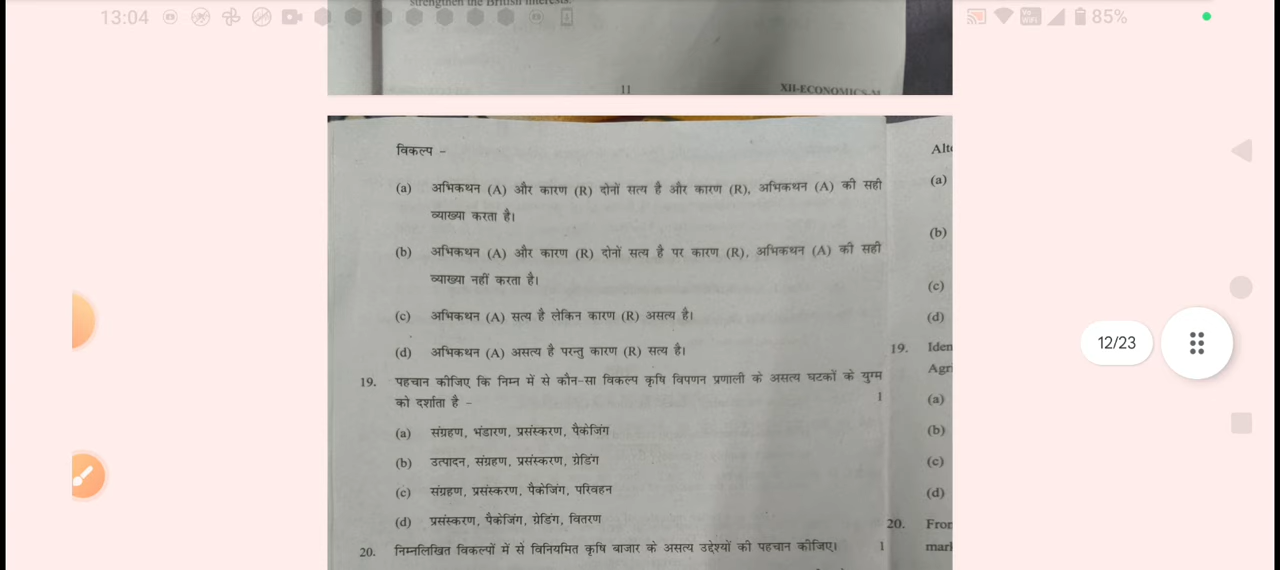 13:04
85%
strengthen the British interests.
11
XII-ECONOMICS-M
विकल्प -
(a) अभिकथन (A) और कारण (R) दोनों सत्य है और कारण (R), अभिकथन (A) की सही
व्याख्या करता है।
(b) अभिकथन (A) और कारण (R) दोनों सत्य है पर कारण (R), अभिकथन (A) की सही
व्याख्या नहीं करता है।
(c) अभिकथन (A) सत्य है लेकिन कारण (R) असत्य है।
(d) अभिकथन (A) असत्य है परन्तु कारण (R) सत्य है।
19. पहचान कीजिए कि निम्न में से कौन-सा विकल्प कृषि विपणन प्रणाली के असत्य घटकों के युग्म
को दर्शाता है - 1
(a) संग्रहण, भंडारण, प्रसंस्करण, पैकेजिंग
(b) उत्पादन, संग्रहण, प्रसंस्करण, ग्रेडिंग
(c) संग्रहण, प्रसंस्करण, पैकेजिंग, परिवहन
(d) प्रसंस्करण, पैकेजिंग, ग्रेडिंग, वितरण
20. निम्नलिखित विकल्पों में से विनियमित कृषि बाजार के असत्य उद्देश्यों की पहचान कीजिए। 1
Alte
(a)
(b)
(c)
(d)
19. Iden
Agri
(a)
(b)
(c)
(d)
20. Fron
mark
12/23